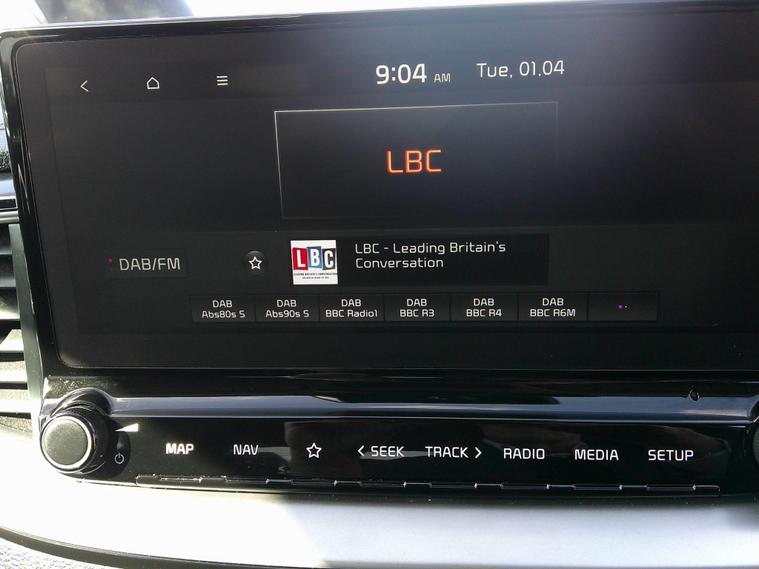 9:04 AM Tue, 01.04
LBC
DAB/FM
LBC
LBC - Leading Britain's
Conversation
DAB DAB DAB DAB DAB DAB
Abs80s S Abs90s S BBC Radio1 BBC R3 BBC R4 BBC R6M
MAP NAV < SEEK TRACK > RADIO MEDIA SETUP